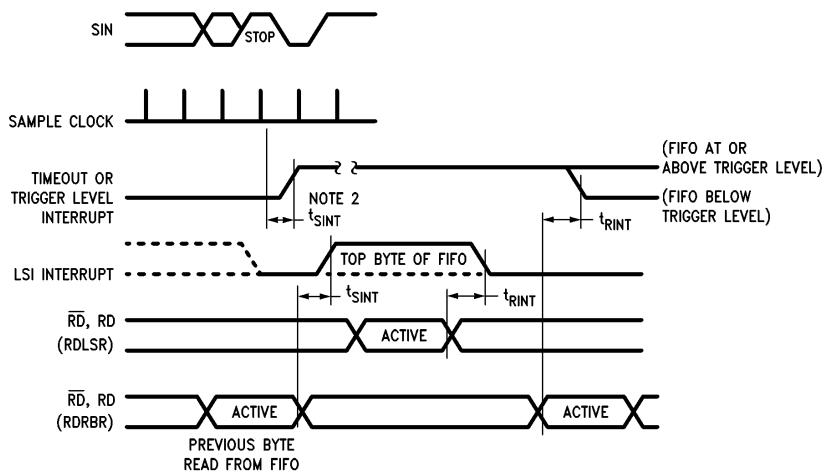 SIN
STOP
SAMPLE CLOCK
TIMEOUT OR
TRIGGER LEVEL
INTERRUPT
NOTE 2
tSINT
(FIFO AT OR
ABOVE TRIGGER LEVEL)
(FIFO BELOW
TRIGGER LEVEL)
tRINT
LSI INTERRUPT
TOP BYTE OF FIFO
tSINT
tRINT
R̅D̅, RD
(RDLSR)
ACTIVE
R̅D̅, RD
(RDRBR)
ACTIVE
ACTIVE
PREVIOUS BYTE
READ FROM FIFO